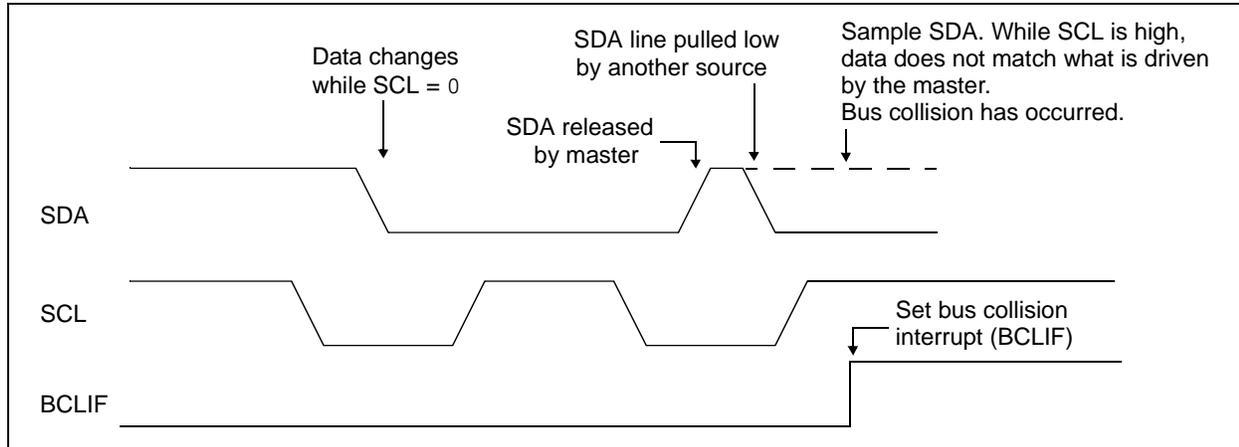 Data changes
while SCL = 0
SDA line pulled low
by another source
Sample SDA. While SCL is high,
data does not match what is driven
by the master.
Bus collision has occurred.
SDA released
by master
SDA
SCL
Set bus collision
interrupt (BCLIF)
BCLIF